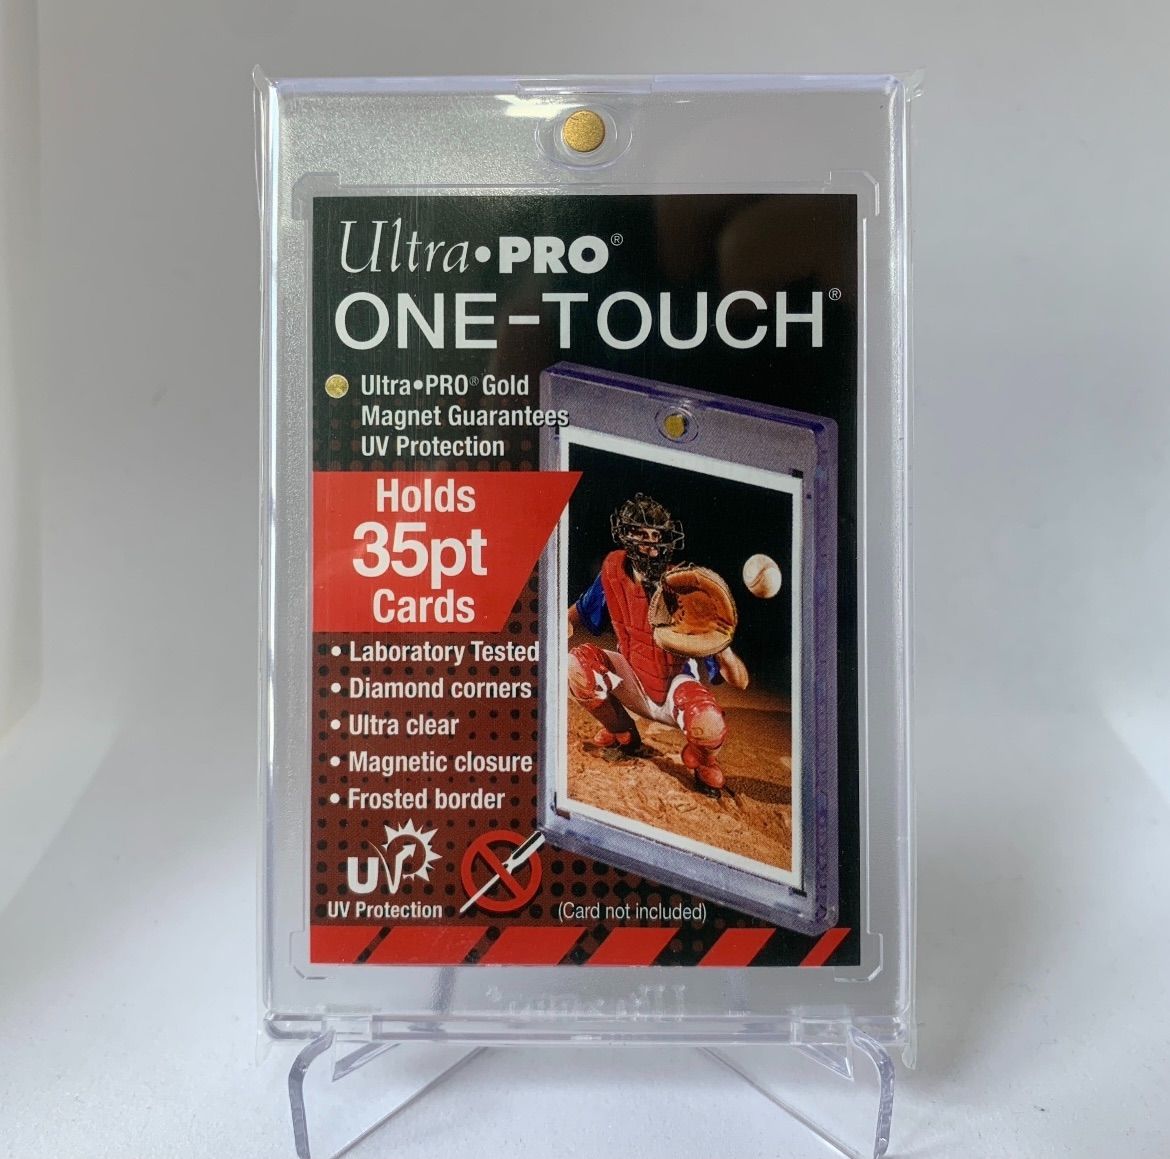 Ultra•PRO®
ONE-TOUCH®
Ultra•PRO® Gold
Magnet Guarantees
UV Protection
Holds
35pt
Cards
• Laboratory Tested
• Diamond corners
• Ultra clear
• Magnetic closure
• Frosted border
UV
UV Protection
(Card not included)